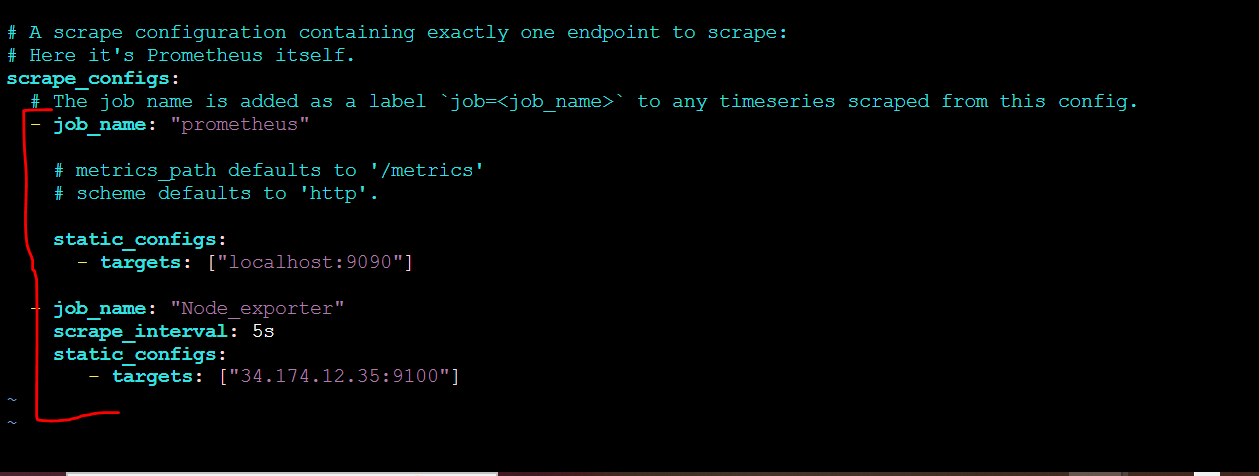 # A scrape configuration containing exactly one endpoint to scrape:
# Here it's Prometheus itself.
scrape_configs:
  # The job name is added as a label `job=<job_name>` to any timeseries scraped from this config.
  - job_name: "prometheus"

    # metrics_path defaults to '/metrics'
    # scheme defaults to 'http'.

    static_configs:
      - targets: ["localhost:9090"]

  - job_name: "Node_exporter"
    scrape_interval: 5s
    static_configs:
       - targets: ["34.174.12.35:9100"]
~
~